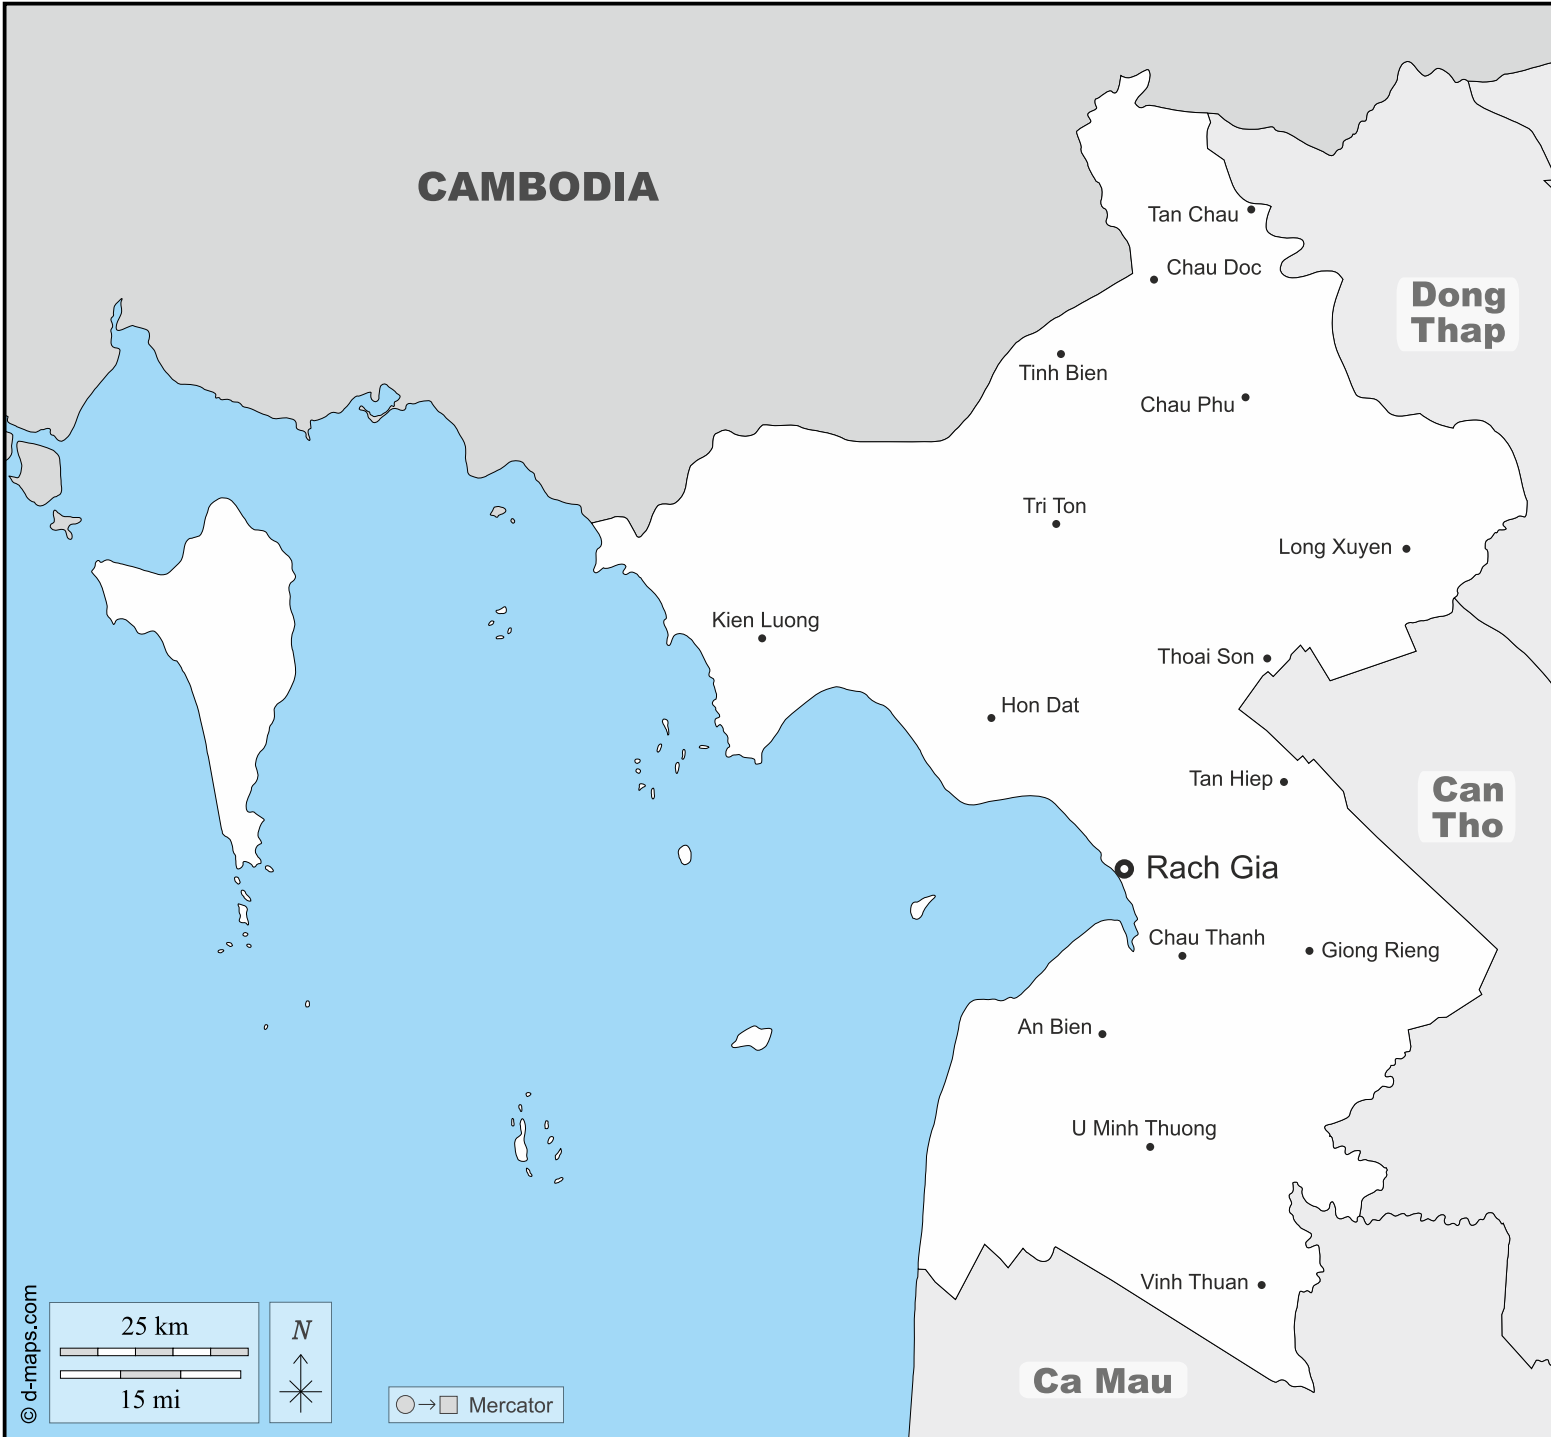 CAMBODIA
Tan Chau
Chau Doc
Dong
Thap
Tinh Bien
Chau Phu
Tri Ton
Long Xuyen
Kien Luong
Thoai Son
Hon Dat
Tan Hiep
Can
Tho
Rach Gia
Chau Thanh
Giong Rieng
An Bien
U Minh Thuong
Vinh Thuan
Ca Mau
© d-maps.com
25 km
15 mi
N
Mercator